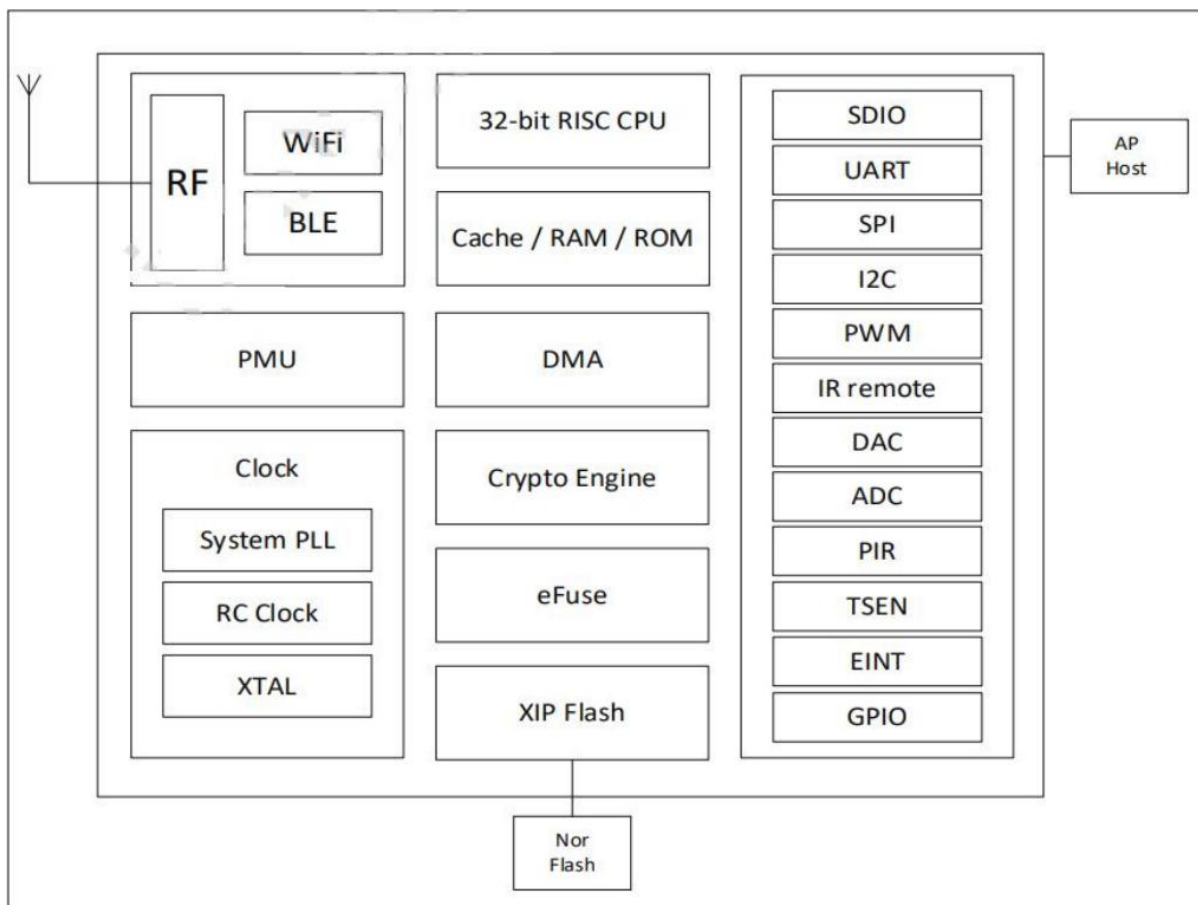 RF
WiFi
BLE
PMU
Clock
System PLL
RC Clock
XTAL
32-bit RISC CPU
Cache / RAM / ROM
DMA
Crypto Engine
eFuse
XIP Flash
SDIO
UART
SPI
I2C
PWM
IR remote
DAC
ADC
PIR
TSEN
EINT
GPIO
AP
Host
Nor
Flash